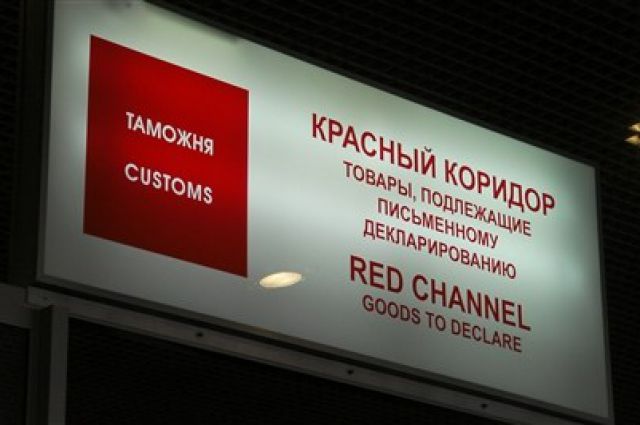 ТАМОЖНЯ
CUSTOMS
КРАСНЫЙ КОРИДОР
ТОВАРЫ, ПОДЛЕЖАЩИЕ
ПИСЬМЕННОМУ
ДЕКЛАРИРОВАНИЮ
RED CHANNEL
GOODS TO DECLARE